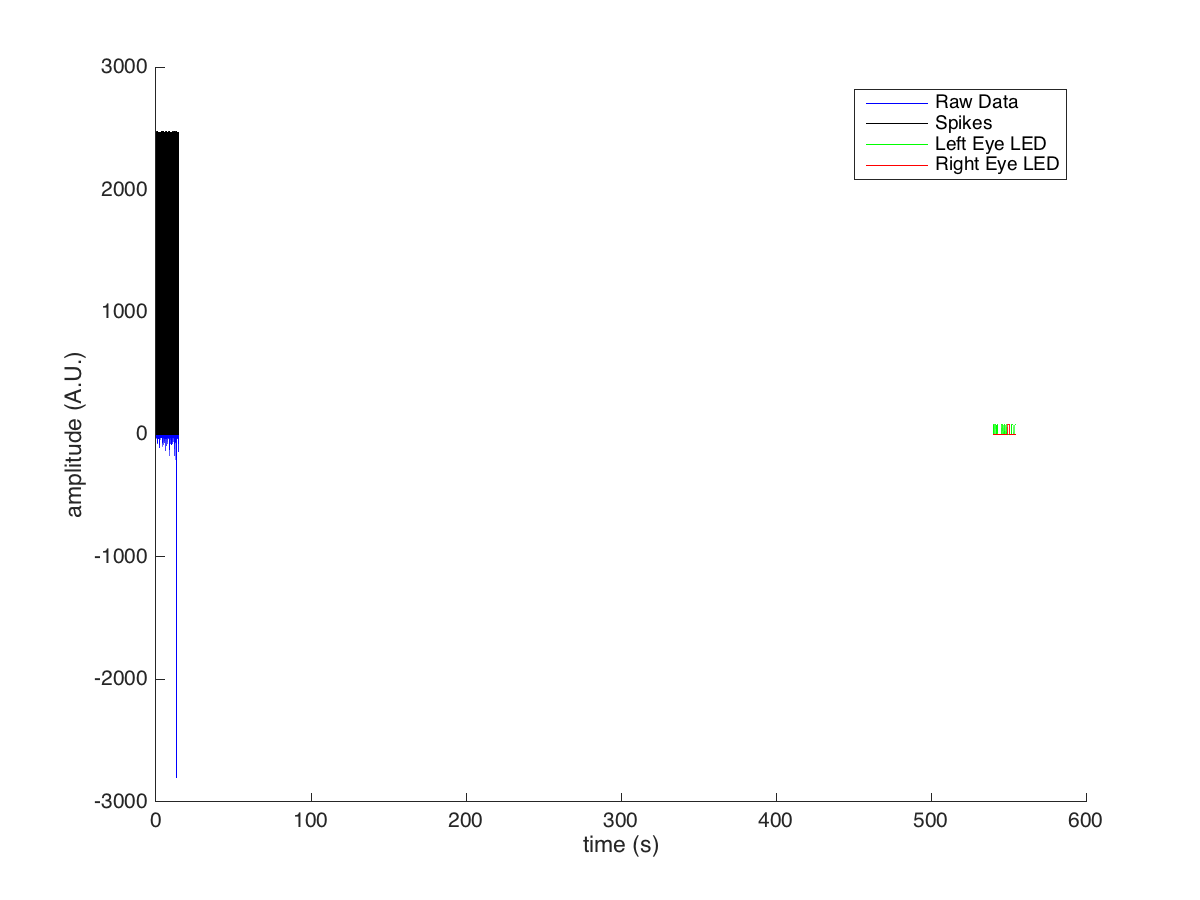 3000
2000
1000
0
-1000
-2000
-3000
amplitude (A.U.)
Raw Data
Spikes
Left Eye LED
Right Eye LED
0 100 200 300 400 500 600
time (s)